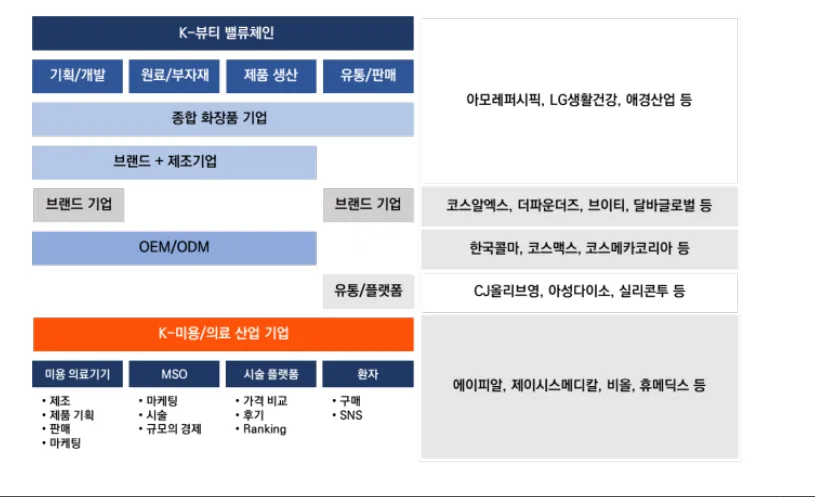 K-뷰티 밸류체인
기획/개발
원료/부자재
제품 생산
유통/판매
종합 화장품 기업
아모레퍼시픽, LG생활건강, 애경산업 등
브랜드 + 제조기업
브랜드 기업
브랜드 기업
코스알엑스, 더파운더즈, 브이티, 달바글로벌 등
OEM/ODM
한국콜마, 코스맥스, 코스메카코리아 등
유통/플랫폼
CJ올리브영, 아성다이소, 실리콘투 등
K-미용/의료 산업 기업
에이피알, 제이시스메디칼, 비올, 휴메딕스 등
미용 의료기기
• 제조
• 제품 기획
• 판매
• 마케팅
MSO
• 마케팅
• 시술
• 규모의 경제
시술 플랫폼
• 가격 비교
• 후기
• Ranking
환자
• 구매
• SNS